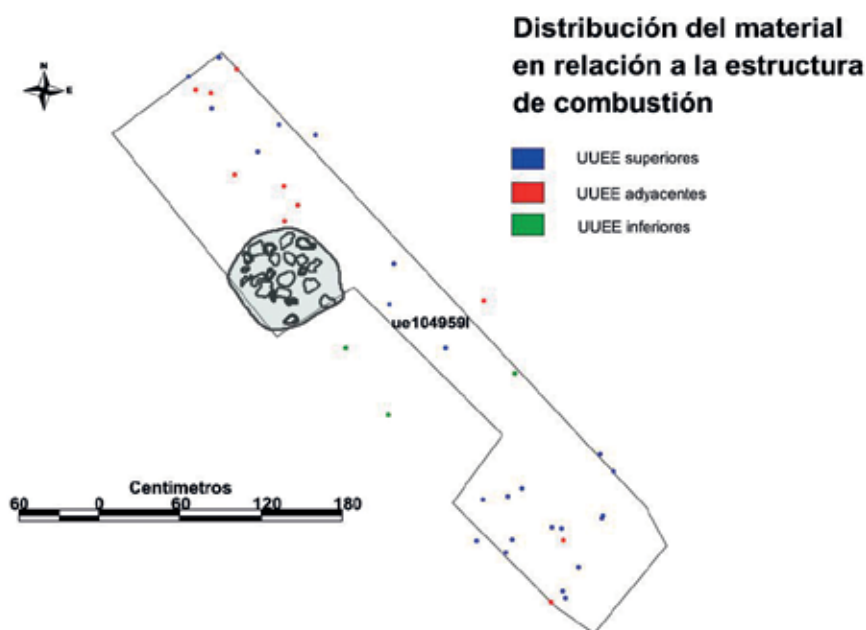 Distribución del material
en relación a la estructura
de combustión
N
E
UUEE superiores
UUEE adyacentes
UUEE inferiores
ue104959I
Centimetros
60 0 60 120 180